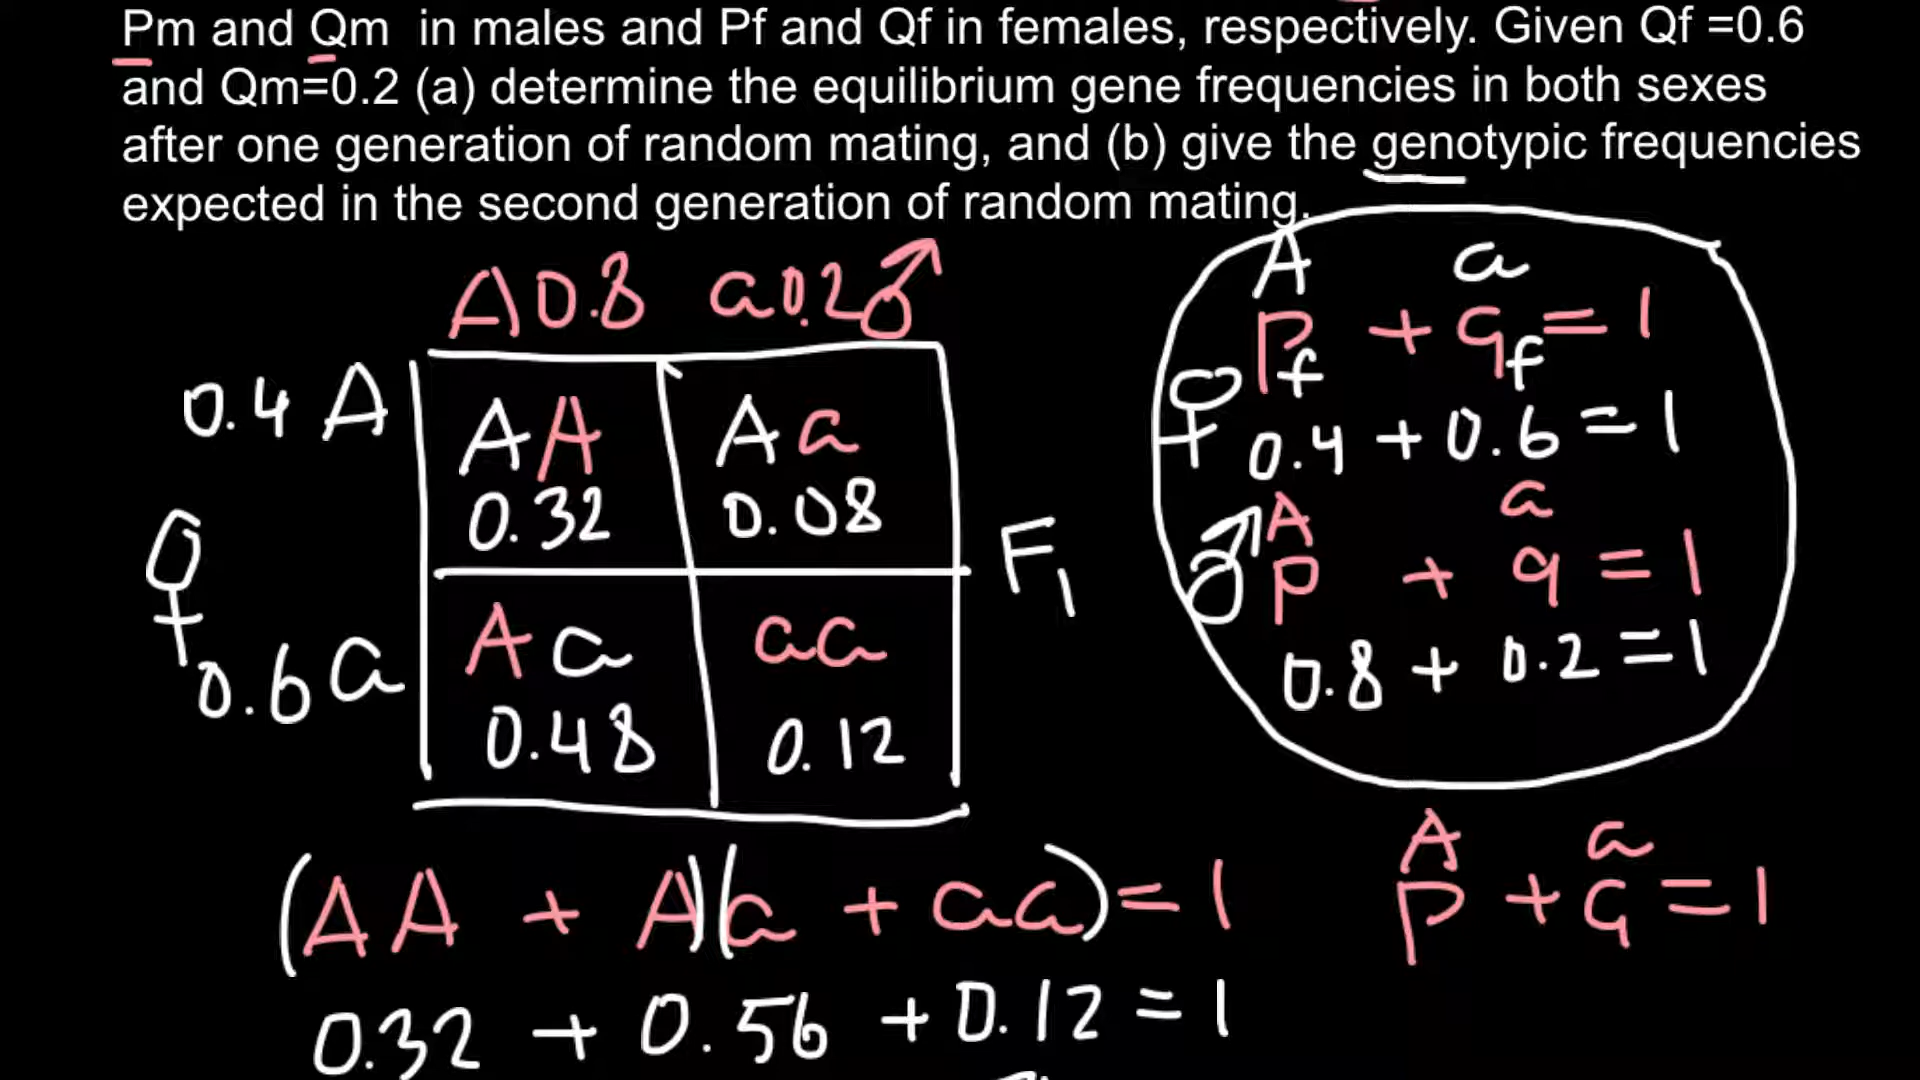 Pm and Qm in males and Pf and Qf in females, respectively. Given Qf =0.6
and Qm=0.2 (a) determine the equilibrium gene frequencies in both sexes
after one generation of random mating, and (b) give the genotypic frequencies
expected in the second generation of random mating.
A 0.8 a 0.2 ♂
0.4 A
AA Aa
0.32 0.08
♀
F1
0.6 a
Aa aa
0.48 0.12
A a
Pf + qf = 1
♀ 0.4 + 0.6 = 1
A a
♂ P + q = 1
0.8 + 0.2 = 1
(AA + A)(a + aa) = 1
0.32 + 0.56 + 0.12 = 1
A a
P + q = 1